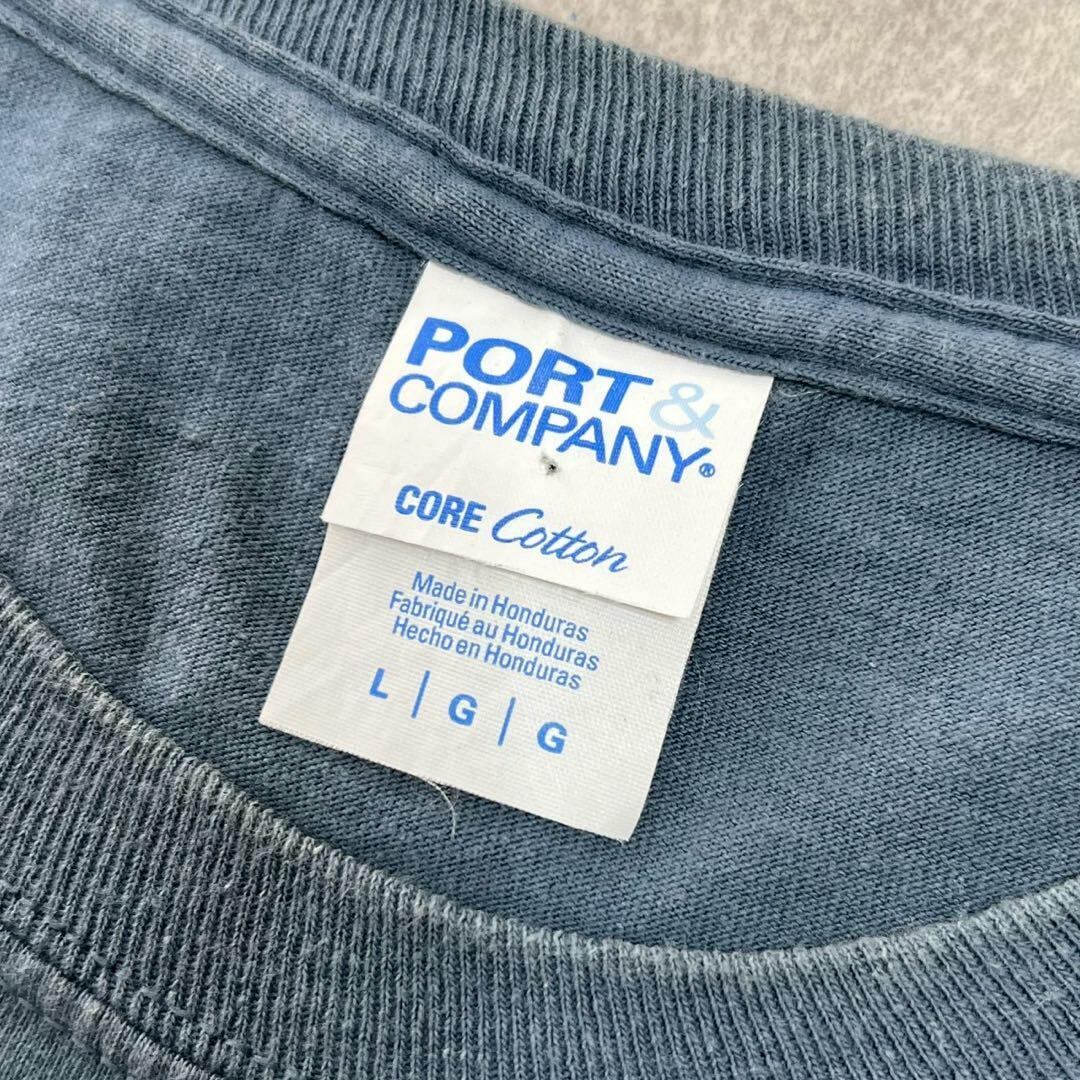 PORT &
COMPANY®
CORE Cotton
Made in Honduras
Fabriqué au Honduras
Hecho en Honduras
L | G | G